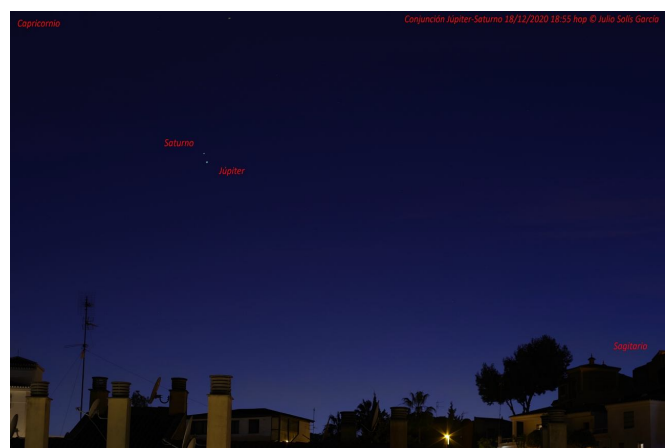 Capricornio
Conjunción Júpiter-Saturno 18/12/2020 18:55 hop © Julio Solís García
Saturno
Júpiter
Sagitario